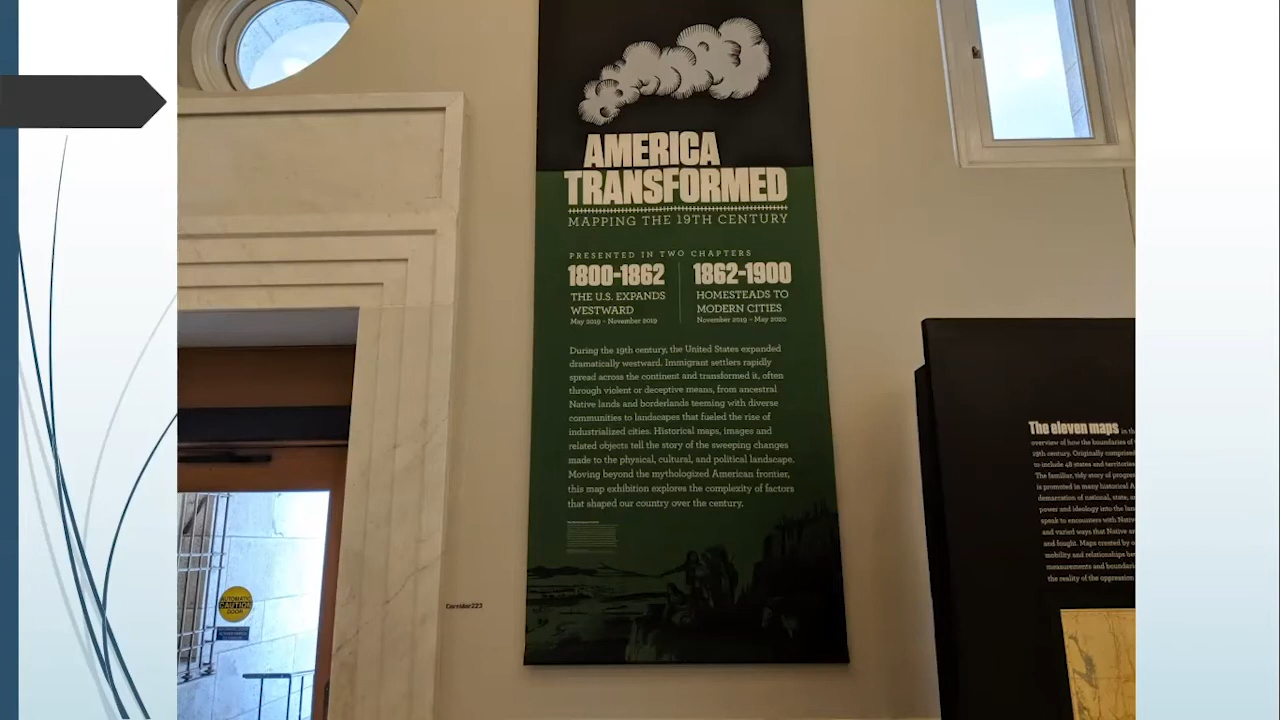 AMERICA
TRANSFORMED
MAPPING THE 19TH CENTURY
PRESENTED IN TWO CHAPTERS
1800-1862
THE U.S. EXPANDS
WESTWARD
May 2019 – November 2019
1862-1900
HOMESTEADS TO
MODERN CITIES
November 2019 – May 2020
During the 19th century, the United States expanded
dramatically westward. Immigrant settlers rapidly
spread across the continent and transformed it, often
through violent or deceptive means, from ancestral
Native lands and borderlands teeming with diverse
communities to landscapes that fueled the rise of
industrialized cities. Historical maps, images and
related objects tell the story of the sweeping changes
made to the physical, cultural, and political landscape.
Moving beyond the mythologized American frontier,
this map exhibition explores the complexity of factors
that shaped our country over the century.
AUTOMATIC
CAUTION
DOOR
Corridor223
The eleven maps in th
overview of how the boundaries of
19th century. Originally comprised
to include 48 states and territories
The familiar, tidy story of progres
is promoted in many historical A
demarcation of national, state, a
power and ideology into the lan
speak to encounters with Native
and varied ways that Native an
and fought. Maps created by o
mobility and relationships be
measurements and boundarie
the reality of the oppression